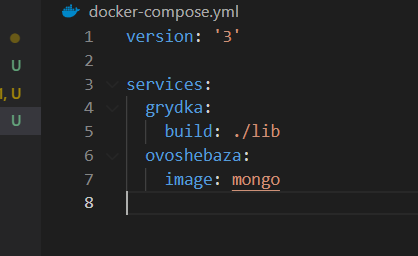 docker-compose.yml
1 version: '3'
2
3 services:
4 grydka:
5 build: ./lib
6 ovoshebaza:
7 image: mongo
8
U
M, U
U